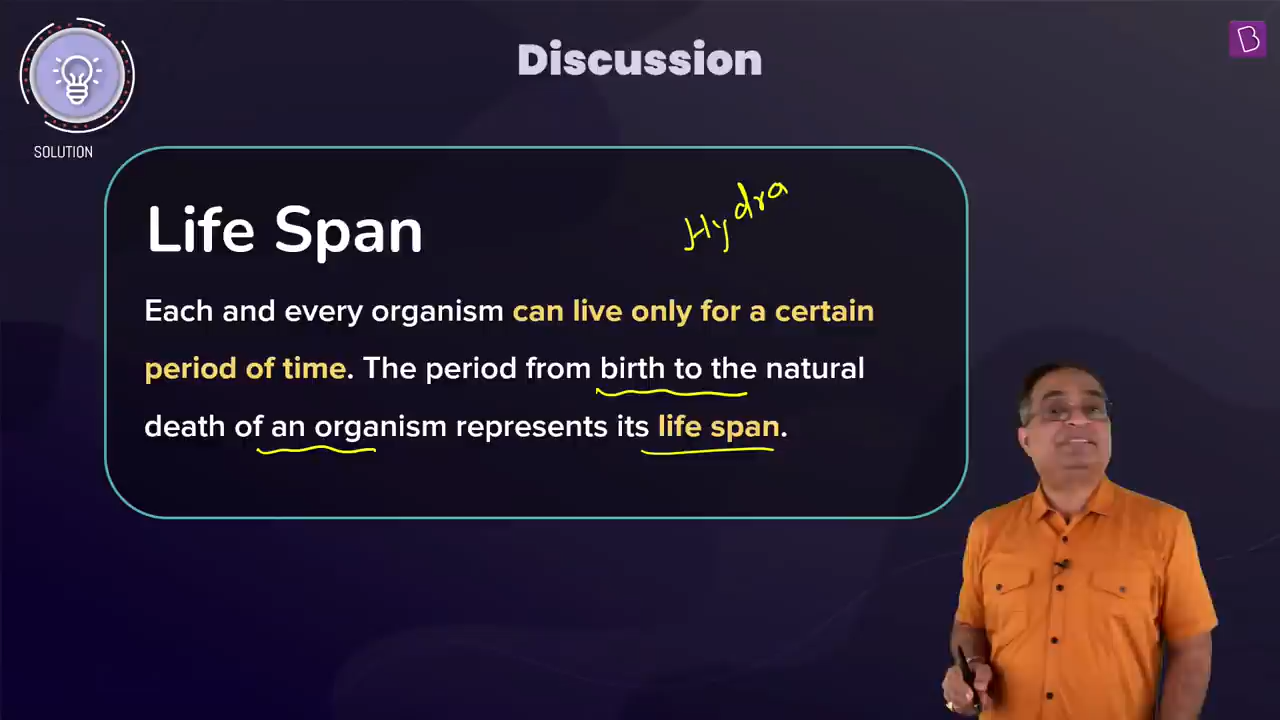 Discussion
SOLUTION
Life Span
Hydra
Each and every organism can live only for a certain
period of time. The period from birth to the natural
death of an organism represents its life span.